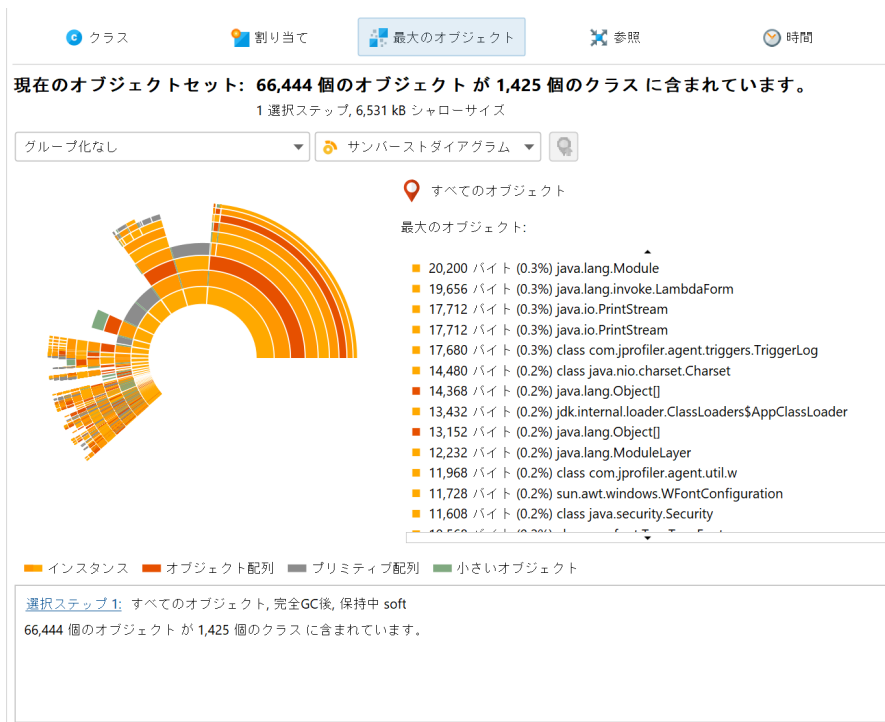 クラス
割り当て
最大のオブジェクト
参照
時間
現在のオブジェクトセット: 66,444 個のオブジェクト が 1,425 個のクラス に含まれています。
1 選択ステップ, 6,531 kB シャローサイズ
グループ化なし
サンバーストダイアグラム
すべてのオブジェクト
最大のオブジェクト:
20,200 バイト (0.3%) java.lang.Module
19,656 バイト (0.3%) java.lang.invoke.LambdaForm
17,712 バイト (0.3%) java.io.PrintStream
17,712 バイト (0.3%) java.io.PrintStream
17,680 バイト (0.3%) class com.jprofiler.agent.triggers.TriggerLog
14,480 バイト (0.2%) class java.nio.charset.Charset
14,368 バイト (0.2%) java.lang.Object[]
13,432 バイト (0.2%) jdk.internal.loader.ClassLoaders$AppClassLoader
13,152 バイト (0.2%) java.lang.Object[]
12,232 バイト (0.2%) java.lang.ModuleLayer
11,968 バイト (0.2%) class com.jprofiler.agent.util.w
11,728 バイト (0.2%) sun.awt.windows.WFontConfiguration
11,608 バイト (0.2%) class java.security.Security
インスタンス オブジェクト配列 プリミティブ配列 小さいオブジェクト
選択ステップ 1: すべてのオブジェクト, 完全GC後, 保持中 soft
66,444 個のオブジェクト が 1,425 個のクラス に含まれています。